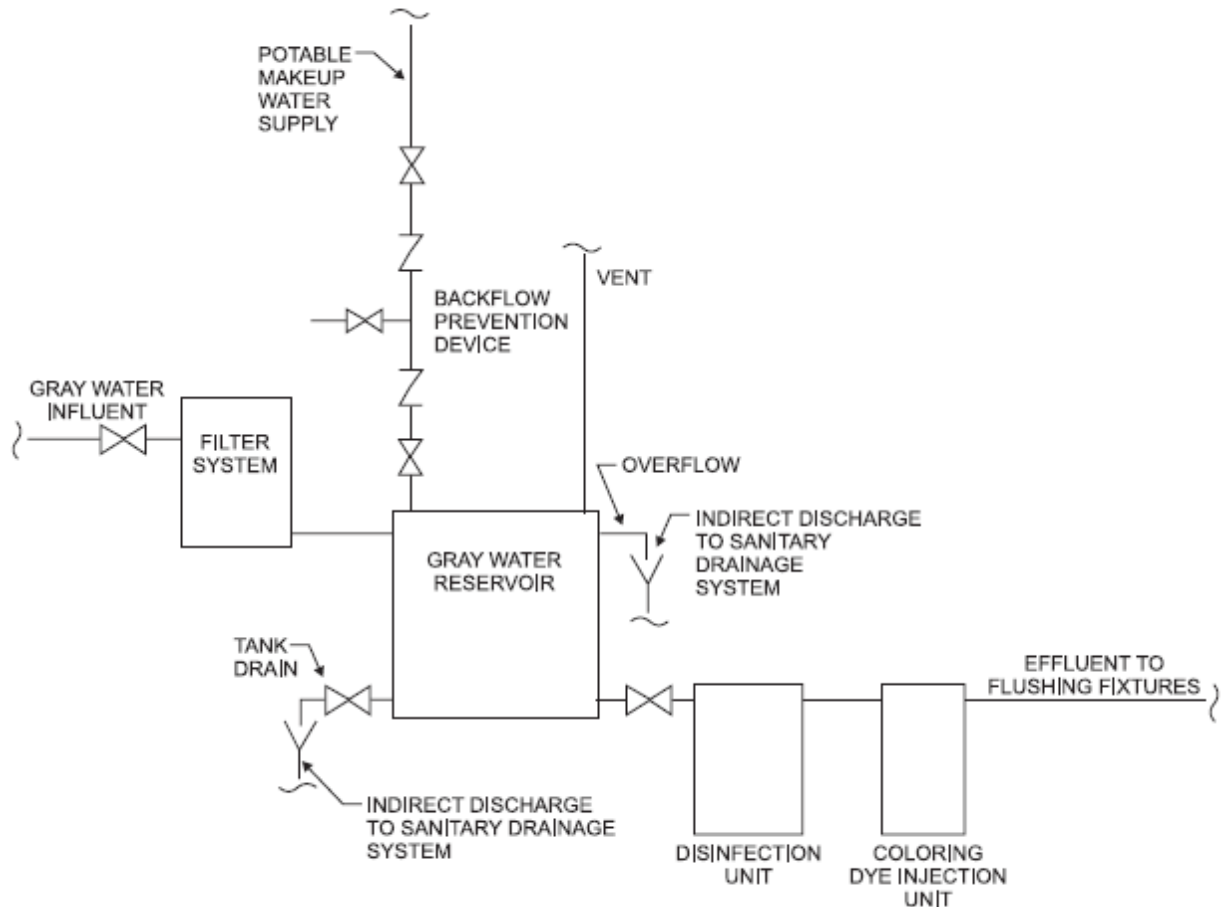 POTABLE
MAKEUP
WATER
SUPPLY
VENT
BACKFLOW
PREVENTION
DEVICE
GRAY WATER
INFLUENT
FILTER
SYSTEM
OVERFLOW
INDIRECT DISCHARGE
TO SANITARY
DRAINAGE
SYSTEM
GRAY WATER
RESERVOIR
TANK
DRAIN
EFFLUENT TO
FLUSHING FIXTURES
INDIRECT DISCHARGE
TO SANITARY DRAINAGE
SYSTEM
DISINFECTION
UNIT
COLORING
DYE INJECTION
UNIT